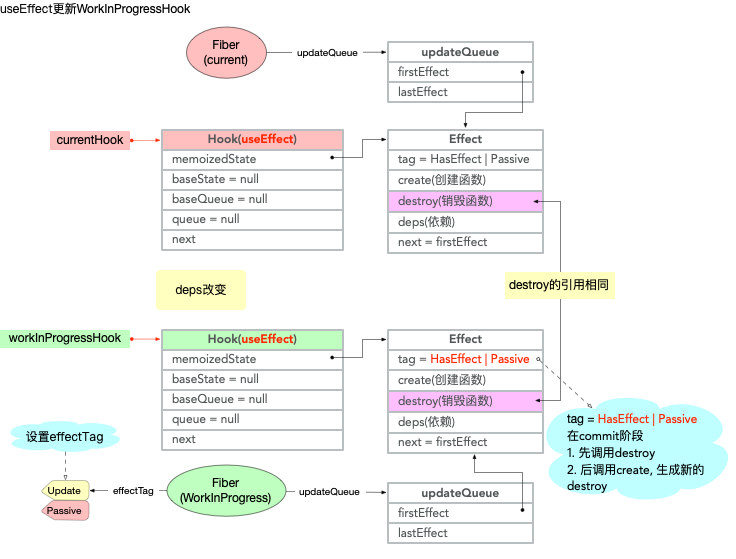 useEffect更新WorkInProgressHook
Fiber
(current)
updateQueue
updateQueue
firstEffect
lastEffect
currentHook
Hook(useEffect)
memoizedState
baseState = null
baseQueue = null
queue = null
next
Effect
tag = HasEffect | Passive
create(创建函数)
destroy(销毁函数)
deps(依赖)
next = firstEffect
deps改变
destroy的引用相同
workInProgressHook
Hook(useEffect)
memoizedState
baseState = null
baseQueue = null
queue = null
next
Effect
tag = HasEffect | Passive
create(创建函数)
destroy(销毁函数)
deps(依赖)
next = firstEffect
tag = HasEffect | Passive
在commit阶段
1. 先调用destroy
2. 后调用create, 生成新的
destroy
设置effectTag
Update
Passive
effectTag
Fiber
(WorkInProgress)
updateQueue
updateQueue
firstEffect
lastEffect